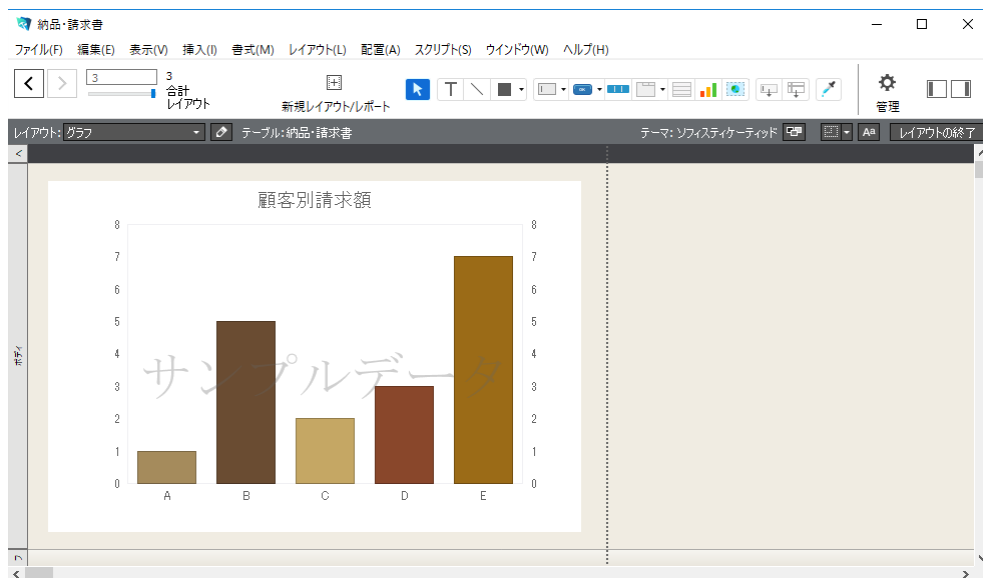 納品・請求書
ファイル(F) 編集(E) 表示(V) 挿入(I) 書式(M) レイアウト(L) 配置(A) スクリプト(S) ウインドウ(W) ヘルプ(H)
3
3
合計
レイアウト
新規レイアウト/レポート
T
OK
管理
レイアウト: グラフ テーブル:納品・請求書 テーマ: ソフィスティケーティッド Aa レイアウトの終了
顧客別請求額
8 8
7 7
6 6
5 5
4 4
3 3
2 2
1 1
0 0
サンプルデータ
A B C D E
ボディ
フ